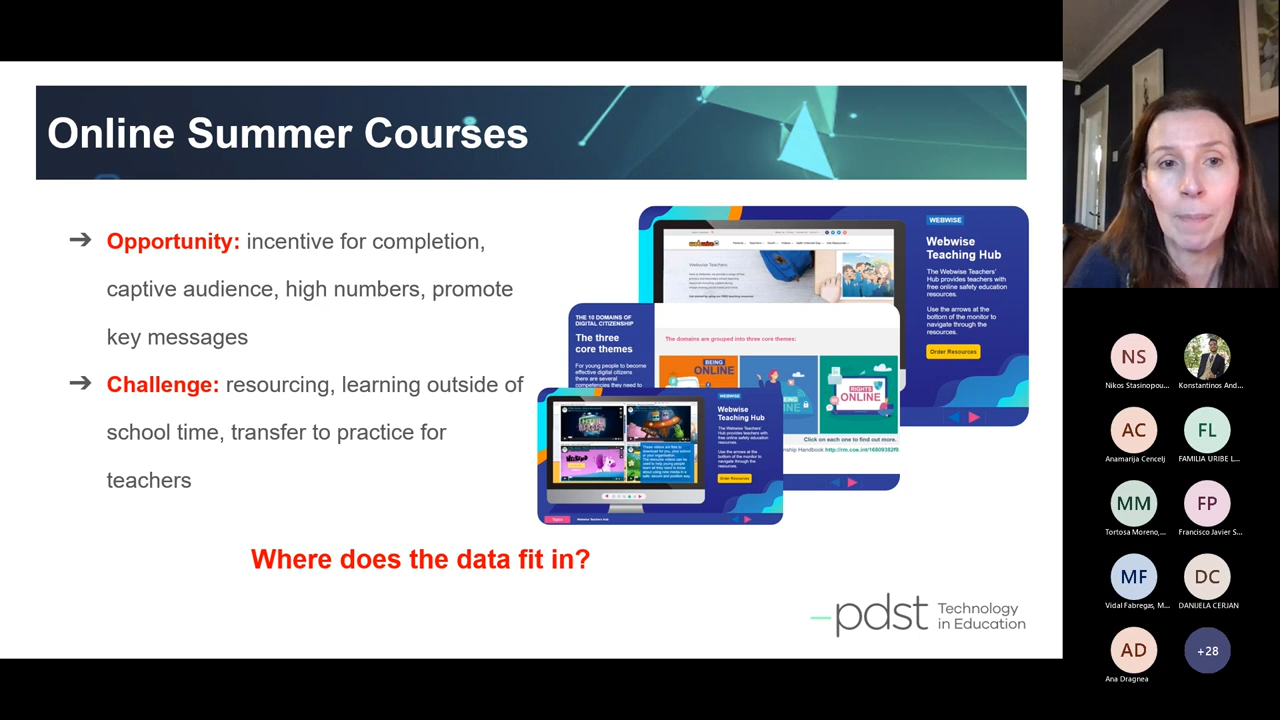 Online Summer Courses
➔ Opportunity: incentive for completion,
captive audience, high numbers, promote
key messages
➔ Challenge: resourcing, learning outside of
school time, transfer to practice for
teachers
Where does the data fit in?
WEBWISE
Webwise
Teaching Hub
The Webwise Teachers'
Hub provides teachers with
free online safety education
resources.
Use the arrows at the
bottom of the monitor to
navigate through the
resources.
Order Resources
Webwise Teachers
THE 10 DOMAINS OF
DIGITAL CITIZENSHIP
The three
core themes
For young people to become
effective digital citizens
there are several
competencies they need to
The domains are grouped into three core themes:
BEING
ONLINE
RIGHTS
ONLINE
Click on each one to find out more.
WEBWISE
Webwise
Teaching Hub
The Webwise Teachers'
Hub provides teachers with
free online safety education
resources.
Use the arrows at the
bottom of the monitor to
navigate through the
resources.
Order Resources
Topics
Webwise Teachers Hub
pdst Technology
in Education
NS
Nikos Stasinopou...
Konstantinos And...
AC
Anamarija Cencelj
FL
FAMILIA URIBE L...
MM
Tortosa Moreno,...
FP
Francisco Javier S...
MF
Vidal Fabregas, M...
DC
DANIJELA CERJAN
AD
Ana Dragnea
+28